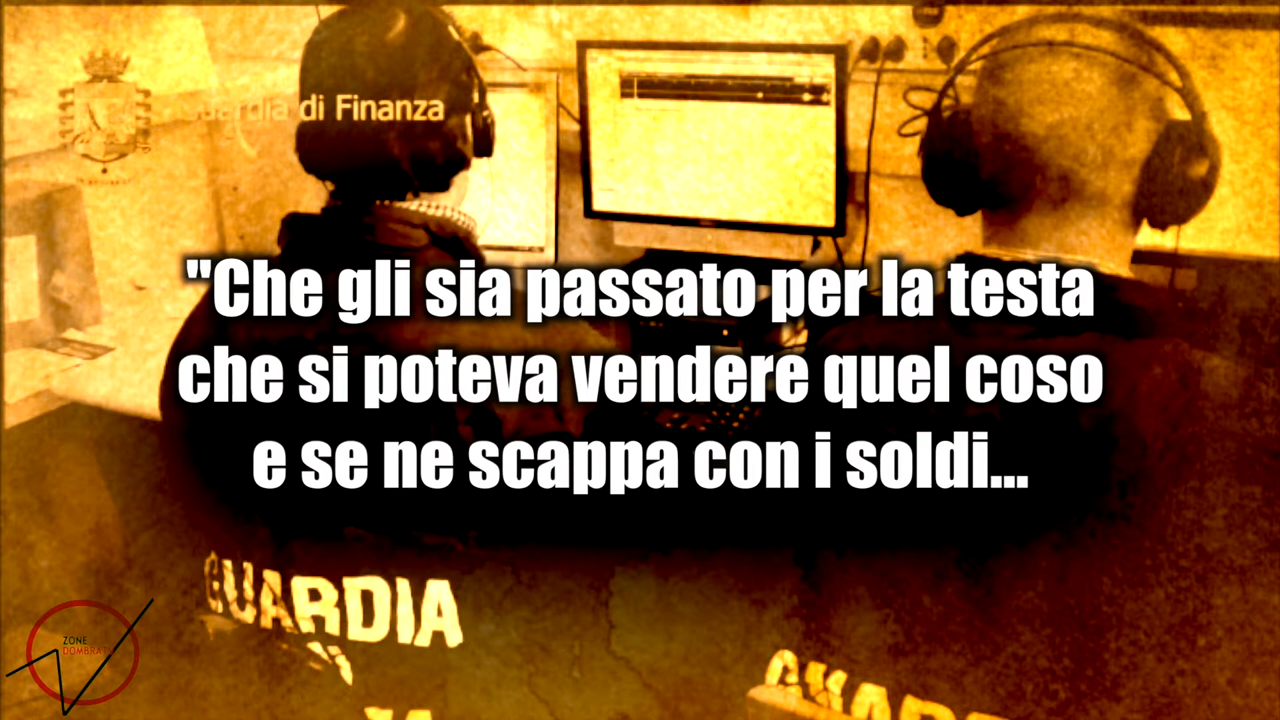 Guardia di Finanza
"Che gli sia passato per la testa
che si poteva vendere quel coso
e se ne scappa con i soldi...
GUARDIA
ZONE
DOMBRA